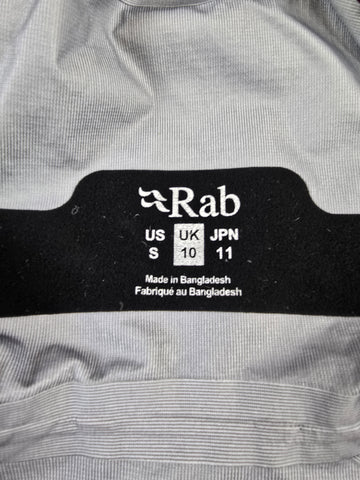 Rab
US UK JPN
S 10 11
Made in Bangladesh
Fabriqué au Bangladesh